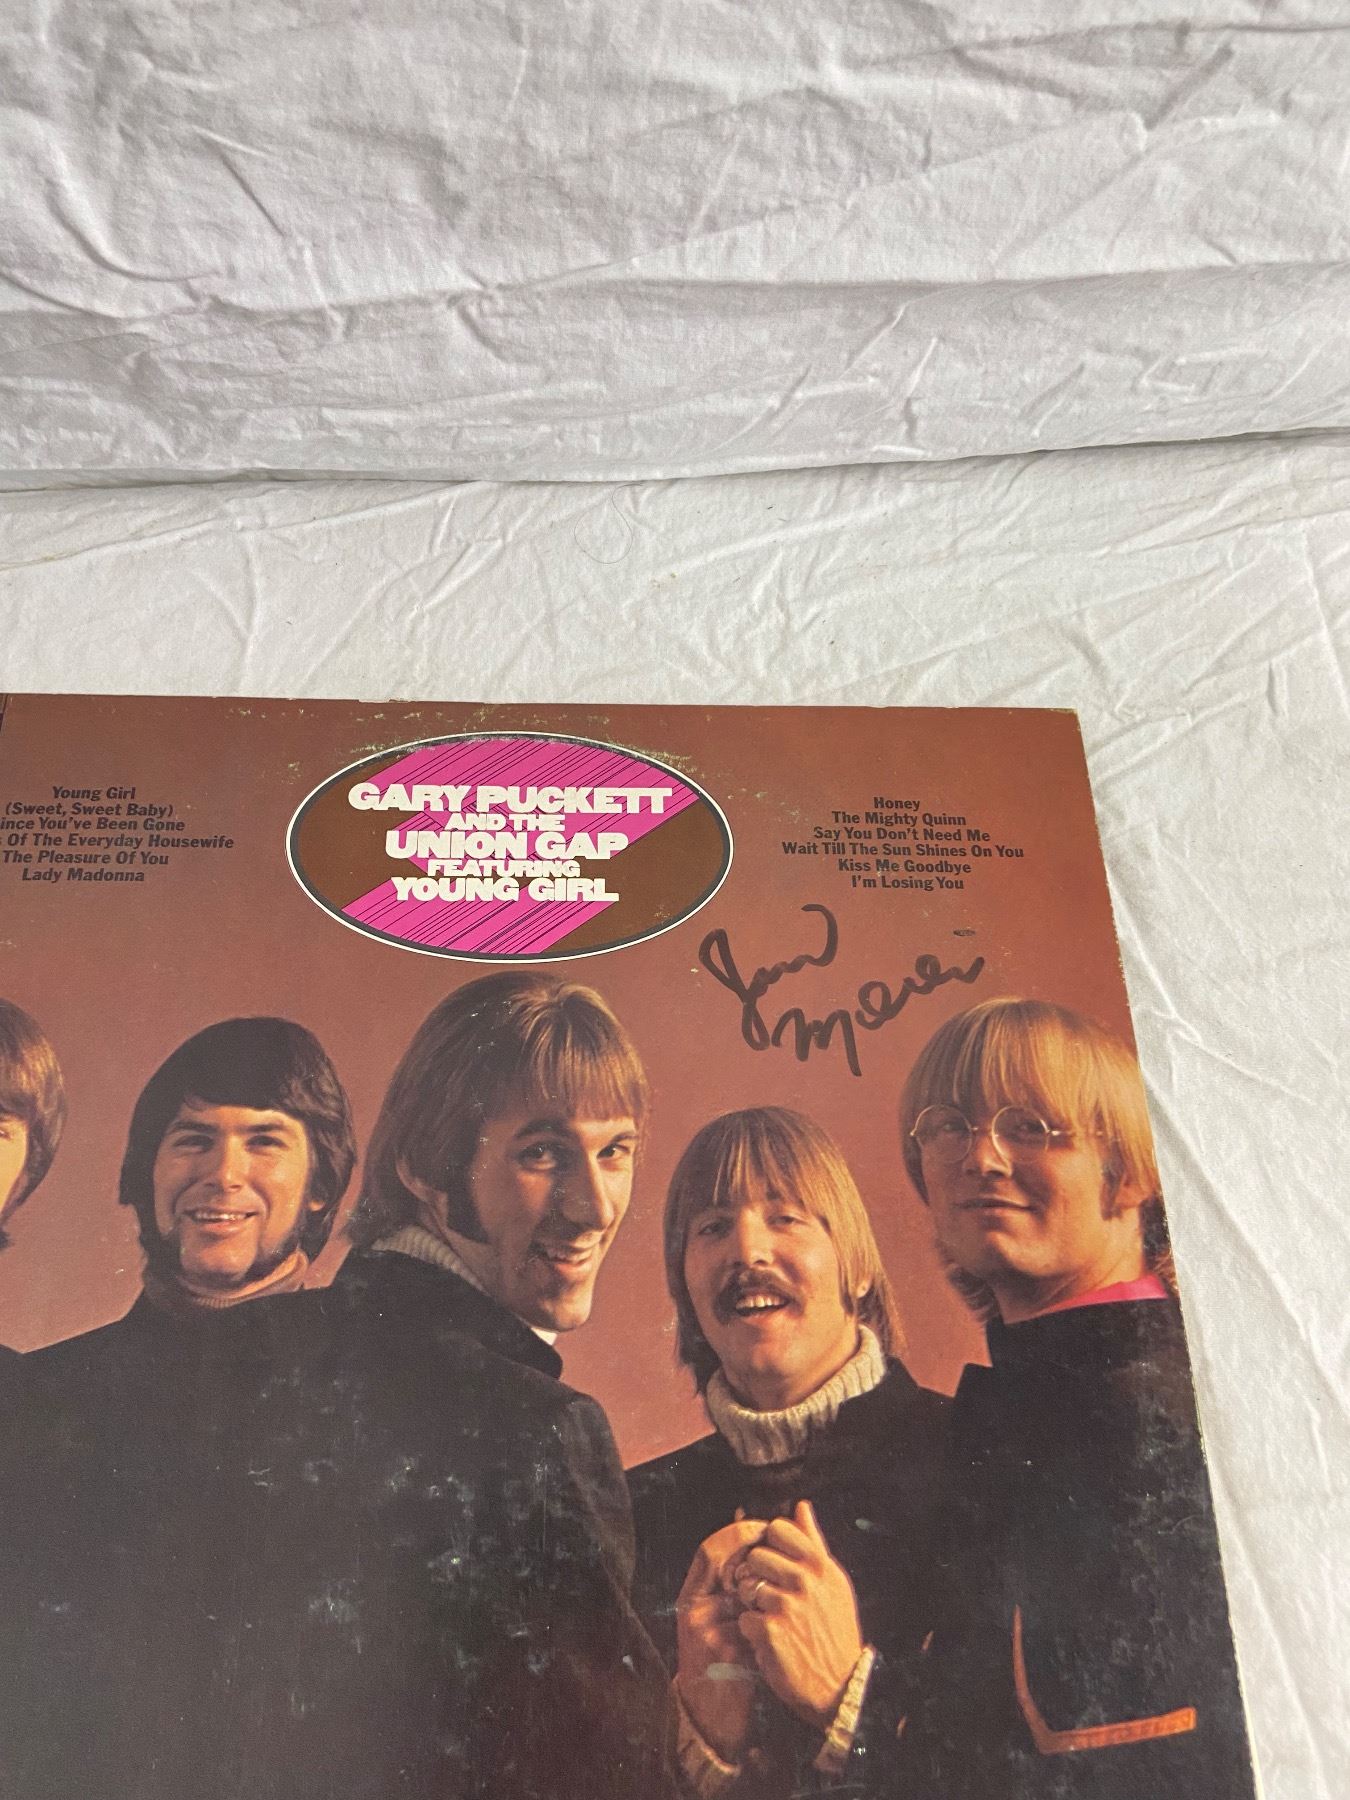 Young Girl
(Sweet, Sweet Baby)
ince You've Been Gone
s Of The Everyday Housewife
The Pleasure Of You
Lady Madonna
GARY PUCKETT
AND THE
UNION GAP
FEATURING
YOUNG GIRL
Honey
The Mighty Quinn
Say You Don't Need Me
Wait Till The Sun Shines On You
Kiss Me Goodbye
I'm Losing You